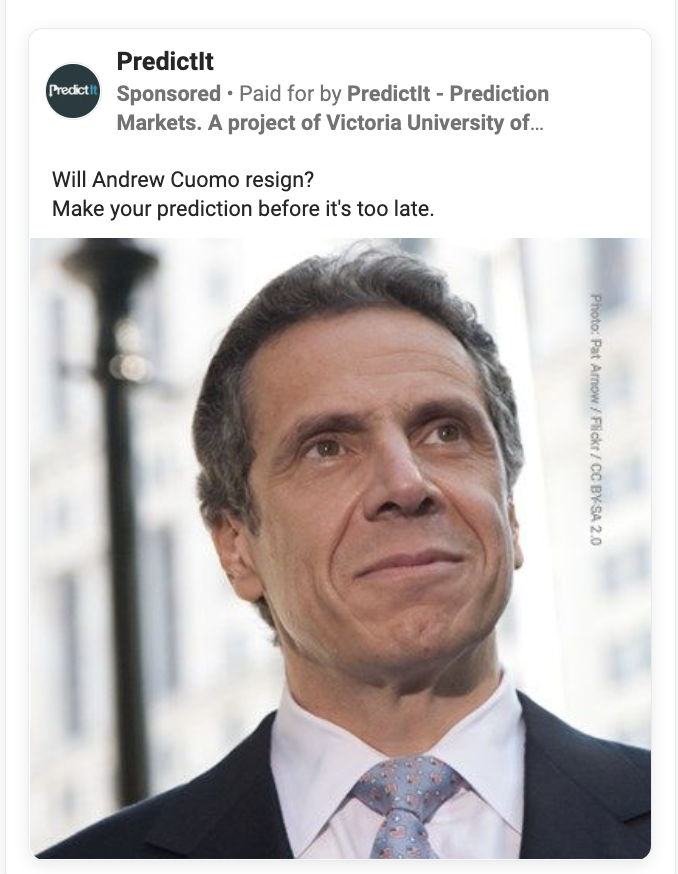 PredictIt
PredictIt
Sponsored • Paid for by PredictIt - Prediction
Markets. A project of Victoria University of...
Will Andrew Cuomo resign?
Make your prediction before it's too late.
Photo: Pat Arnow / Flickr / CC BY-SA 2.0